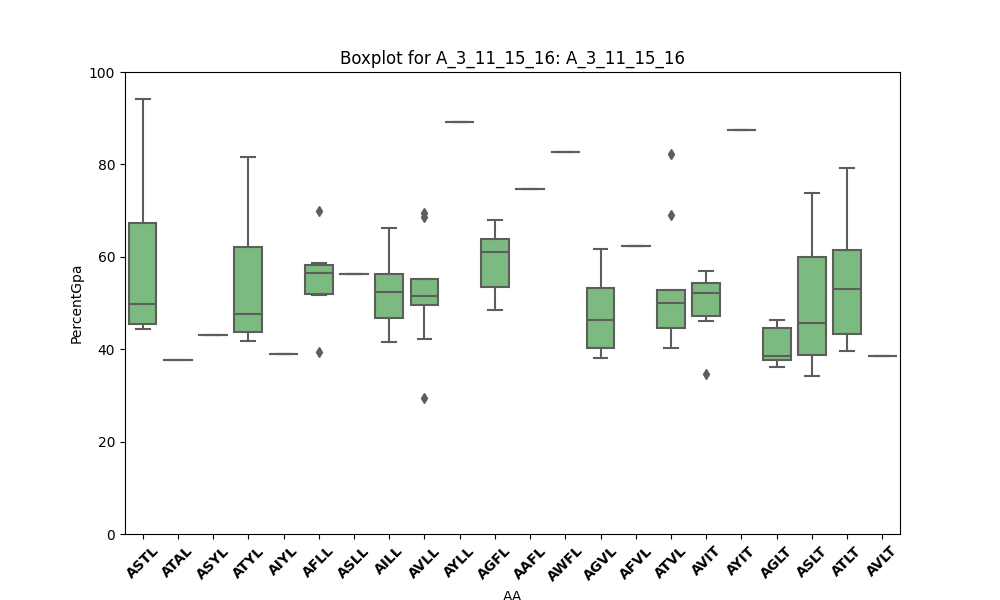 Boxplot for A_3_11_15_16: A_3_11_15_16
100
80
60
40
20
0
PercentGpa
ASTL ATAL ASYL ATYL AIYL AFLL ASLL AILL AVLL AYLL AGFL AAFL AWFL AGVL AFVL ATVL AVIT AYIT AGLT ASLT ATLT AVLT
AA